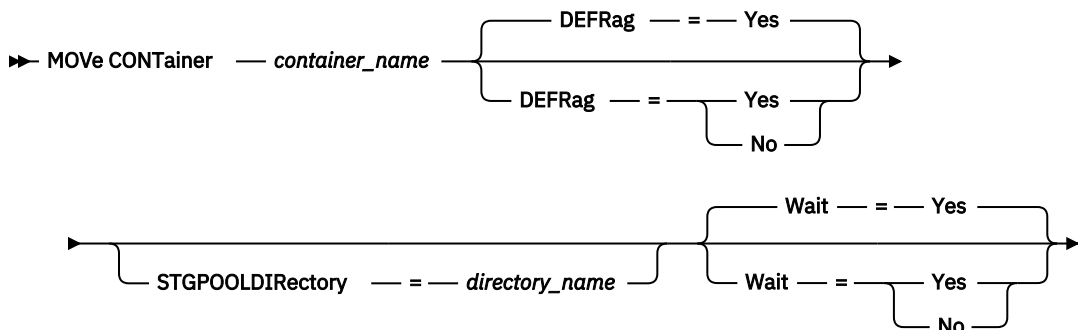 DEFRag = Yes
MOVe CONTainer container_name
DEFRag = Yes
No
Wait = Yes
STGPOOLDIRectory = directory_name
Wait = Yes
No